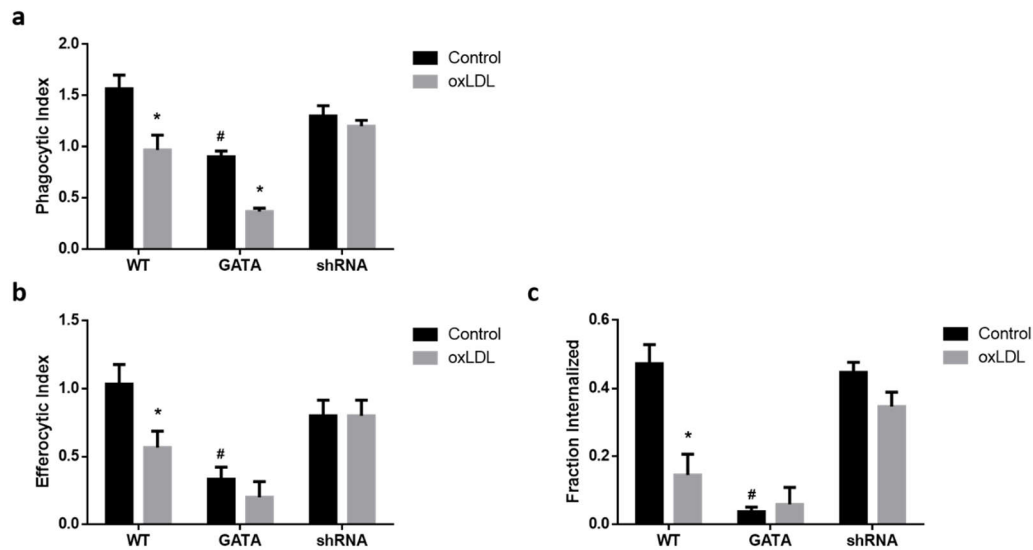 a
Phagocytic Index
2.0
1.5
1.0
0.5
0.0
*
#
*
WT GATA shRNA
Control
oxLDL
b
Efferocytic Index
1.5
1.0
0.5
0.0
*
#
WT GATA shRNA
Control
oxLDL
c
Fraction Internalized
0.6
0.4
0.2
0.0
*
#
WT GATA shRNA
Control
oxLDL